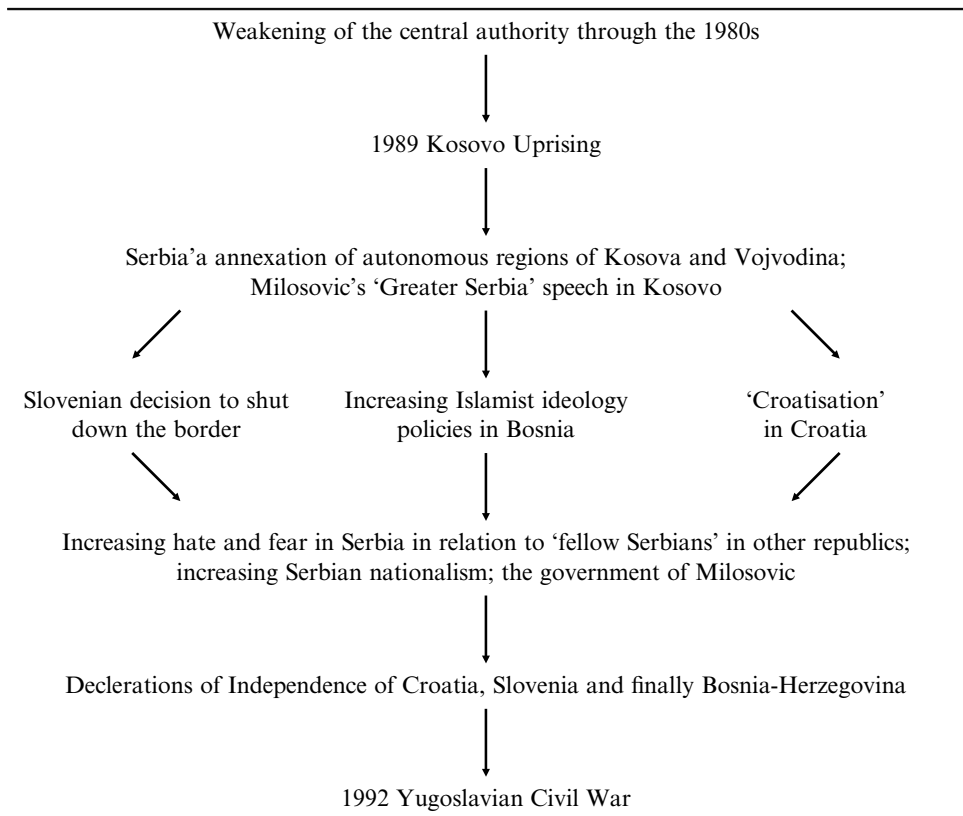 Weakening of the central authority through the 1980s
1989 Kosovo Uprising
Serbia'a annexation of autonomous regions of Kosova and Vojvodina;
Milosovic's ‘Greater Serbia’ speech in Kosovo
Slovenian decision to shut
down the border
Increasing Islamist ideology
policies in Bosnia
‘Croatisation’
in Croatia
Increasing hate and fear in Serbia in relation to ‘fellow Serbians’ in other republics;
increasing Serbian nationalism; the government of Milosovic
Declerations of Independence of Croatia, Slovenia and finally Bosnia-Herzegovina
1992 Yugoslavian Civil War